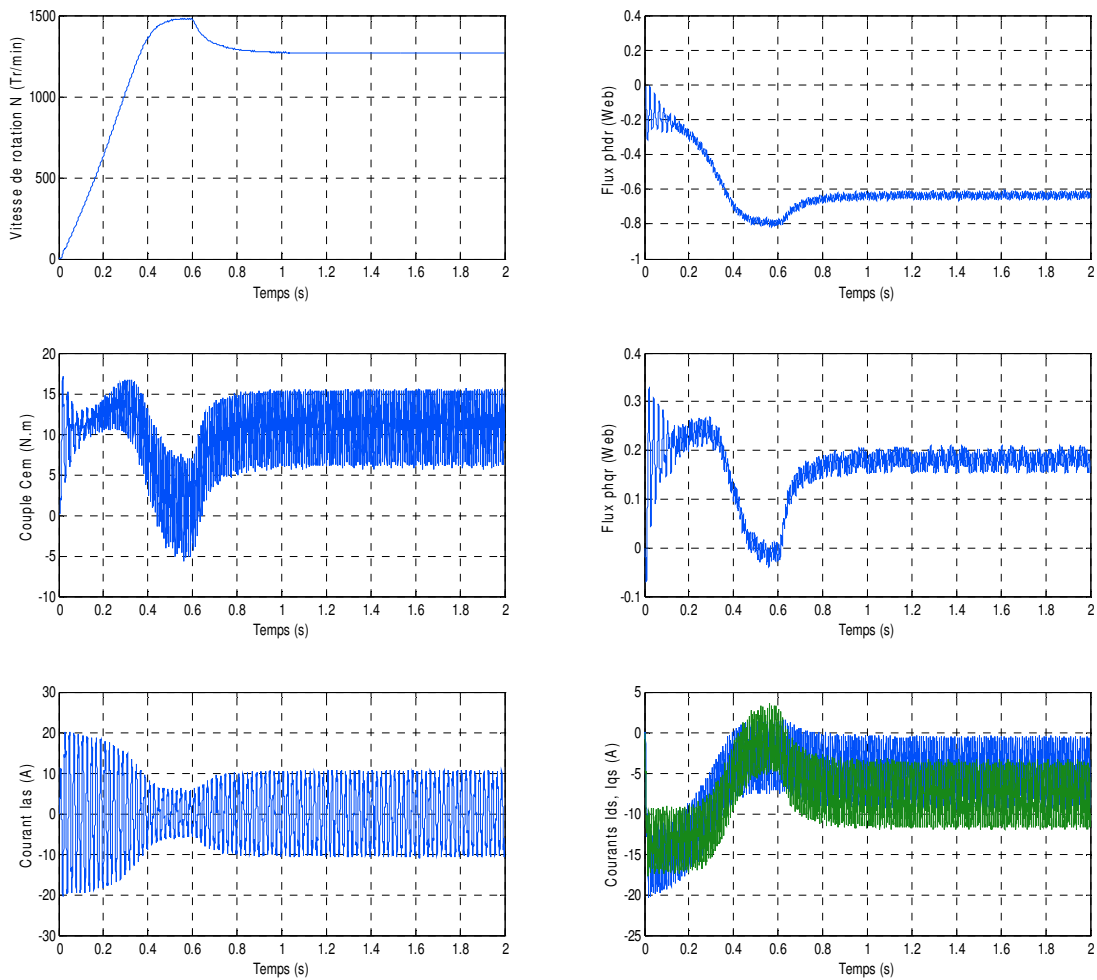 Vitesse de rotation N (Tr/min)
1500
1000
500
0
0 0.2 0.4 0.6 0.8 1 1.2 1.4 1.6 1.8 2
Temps (s)
Flux phdr (Web)
0.4
0.2
0
-0.2
-0.4
-0.6
-0.8
-1
0 0.2 0.4 0.6 0.8 1 1.2 1.4 1.6 1.8 2
Temps (s)
Couple Cem (N.m)
20
15
10
5
0
-5
-10
0 0.2 0.4 0.6 0.8 1 1.2 1.4 1.6 1.8 2
Temps (s)
Flux phqr (Web)
0.4
0.3
0.2
0.1
0
-0.1
0 0.2 0.4 0.6 0.8 1 1.2 1.4 1.6 1.8 2
Temps (s)
Courant Ias (A)
30
20
10
0
-10
-20
-30
0 0.2 0.4 0.6 0.8 1 1.2 1.4 1.6 1.8 2
Temps (s)
Courants Ids, Iqs (A)
5
0
-5
-10
-15
-20
-25
0 0.2 0.4 0.6 0.8 1 1.2 1.4 1.6 1.8 2
Temps (s)